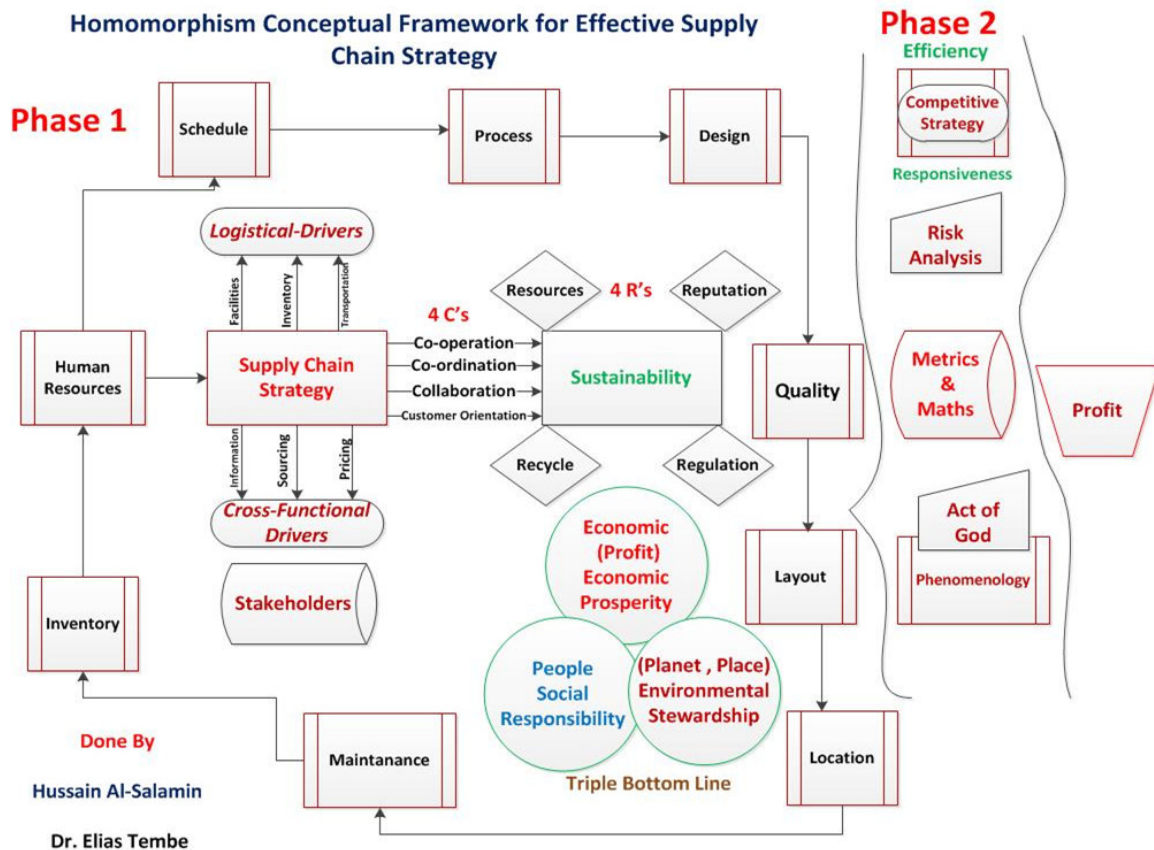 Homomorphism Conceptual Framework for Effective Supply
Chain Strategy
Phase 1
Schedule
Process
Design
Logistical-Drivers
Facilities
Inventory
Transportation
Human
Resources
Supply Chain
Strategy
4 C's
Co-operation
Co-ordination
Collaboration
Customer Orientation
Resources
4 R's
Reputation
Sustainability
Recycle
Regulation
Quality
Information
Sourcing
Pricing
Cross-Functional
Drivers
Stakeholders
Inventory
Economic
(Profit)
Economic
Prosperity
People
Social
Responsibility
(Planet , Place)
Environmental
Stewardship
Triple Bottom Line
Layout
Location
Maintanance
Done By
Hussain Al-Salamin
Dr. Elias Tembe
Phase 2
Efficiency
Competitive
Strategy
Responsiveness
Risk
Analysis
Metrics
&
Maths
Profit
Act of
God
Phenomenology